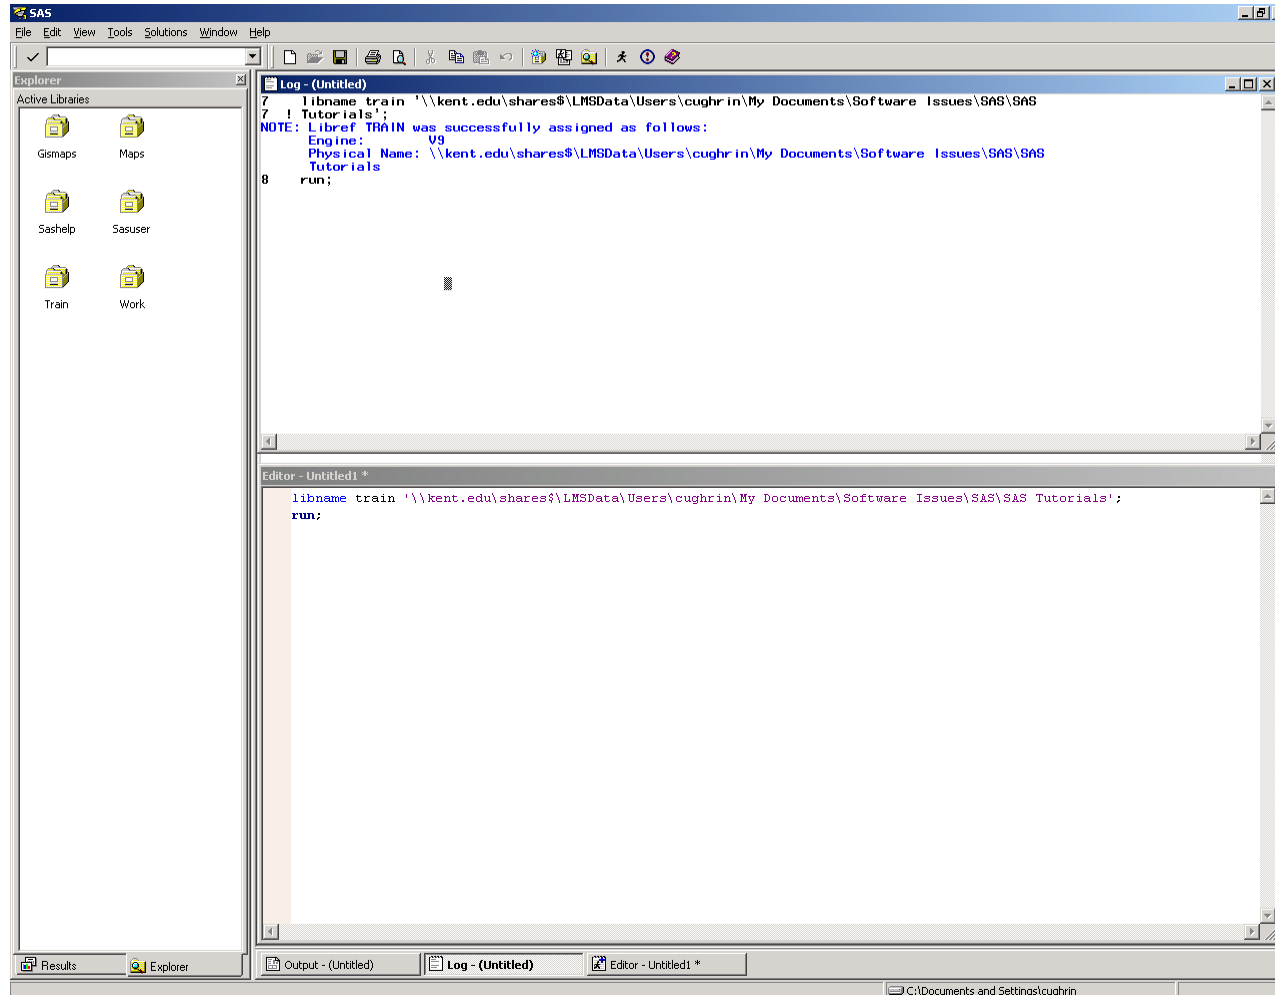 SAS
File Edit View Tools Solutions Window Help
Explorer
Active Libraries
Gismaps Maps
Sashelp Sasuser
Train Work
Log - (Untitled)
7    libname train '\\kent.edu\shares$\LMSData\Users\cughrin\My Documents\Software Issues\SAS\SAS
7  ! Tutorials';
NOTE: Libref TRAIN was successfully assigned as follows:
      Engine:        V9
      Physical Name: \\kent.edu\shares$\LMSData\Users\cughrin\My Documents\Software Issues\SAS\SAS
      Tutorials
8    run;
Editor - Untitled1 *
libname train '\\kent.edu\shares$\LMSData\Users\cughrin\My Documents\Software Issues\SAS\SAS Tutorials';
run;
Results Explorer
Output - (Untitled) Log - (Untitled) Editor - Untitled1 *
C:\Documents and Settings\cughrin